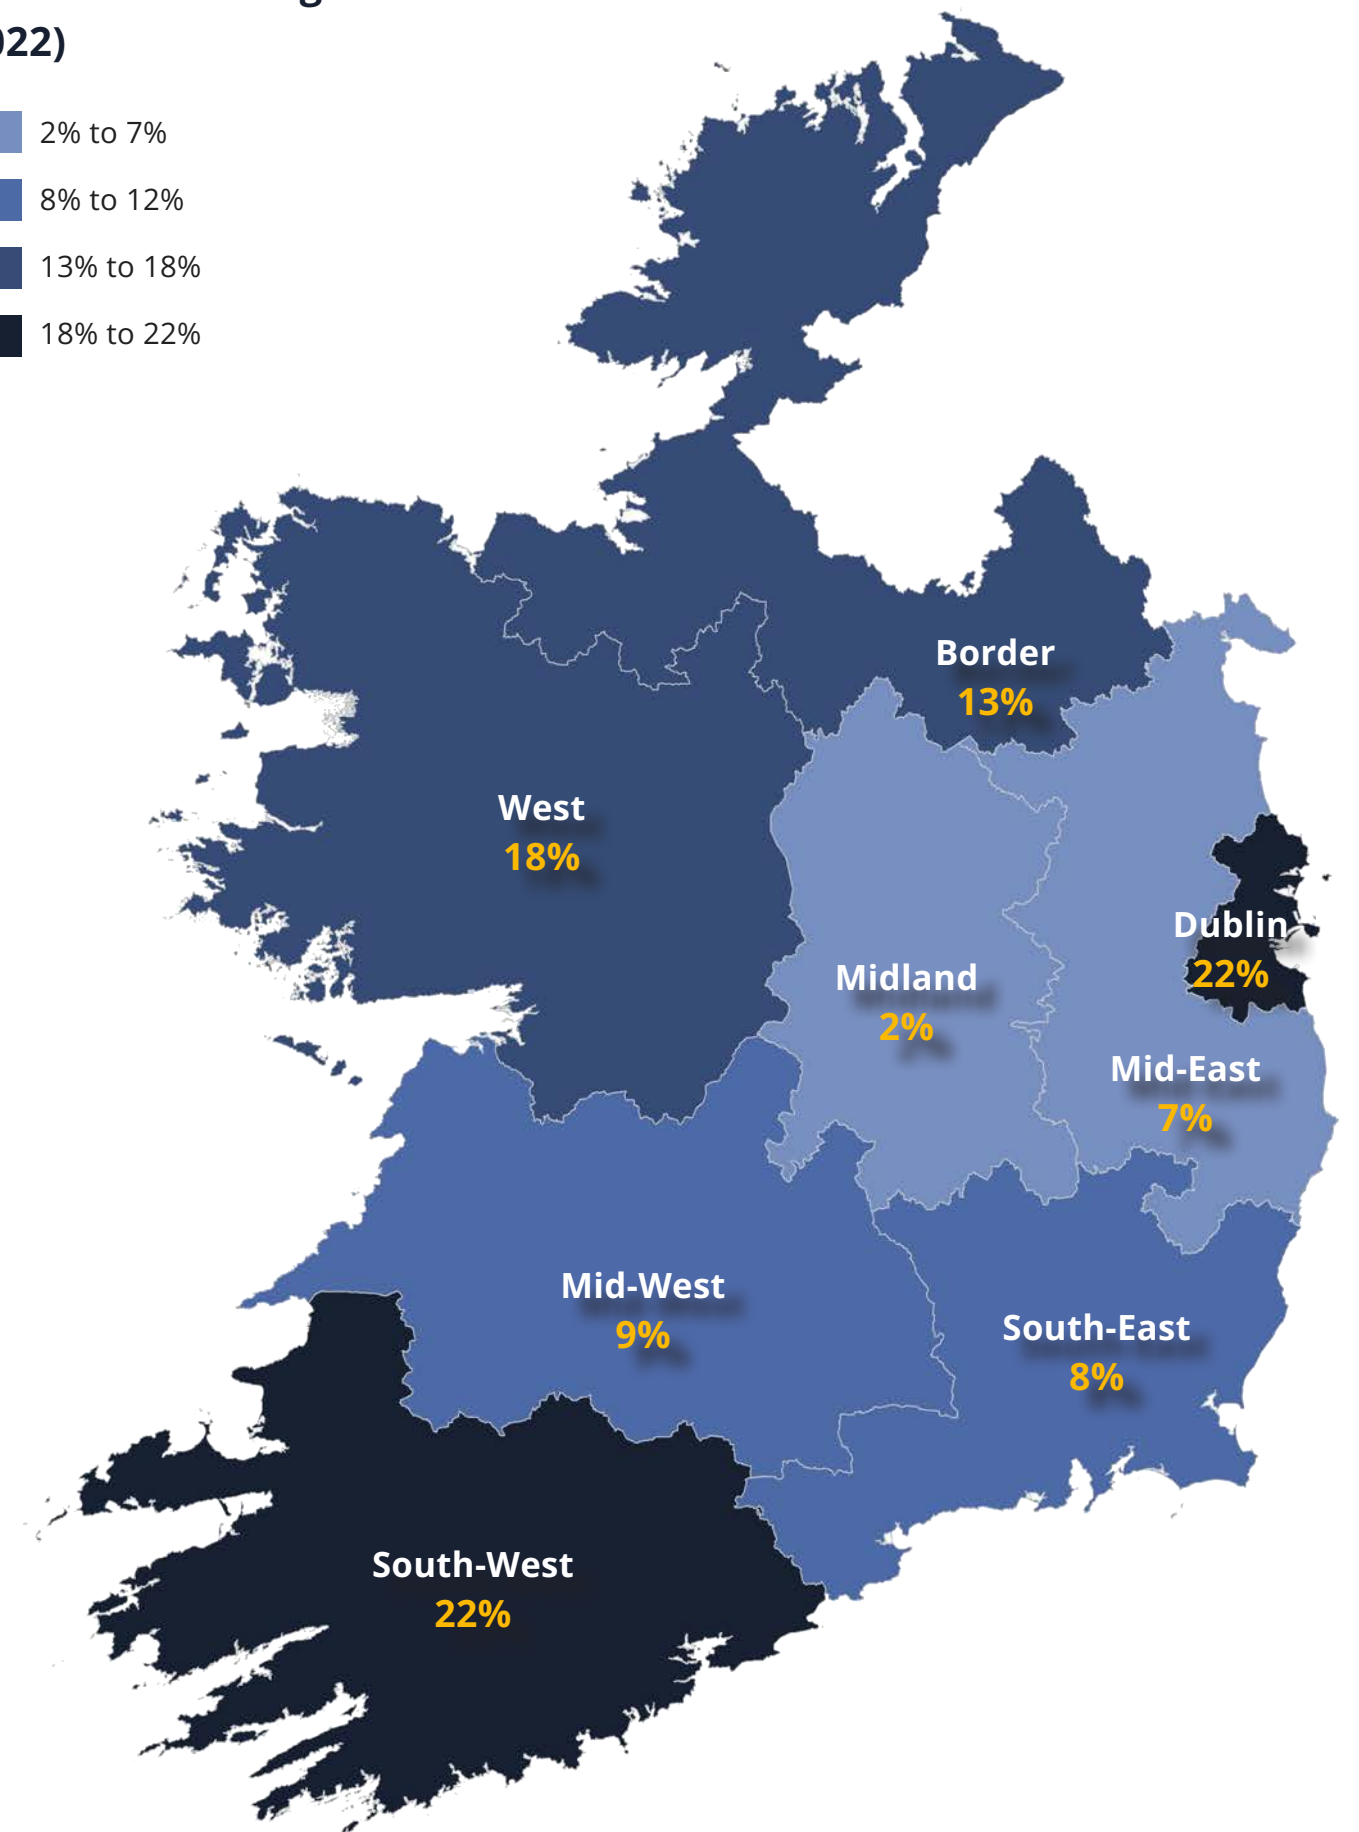 022)
2% to 7%
8% to 12%
13% to 18%
18% to 22%
Border
13%
West
18%
Dublin
22%
Midland
2%
Mid-East
7%
Mid-West
9%
South-East
8%
South-West
22%